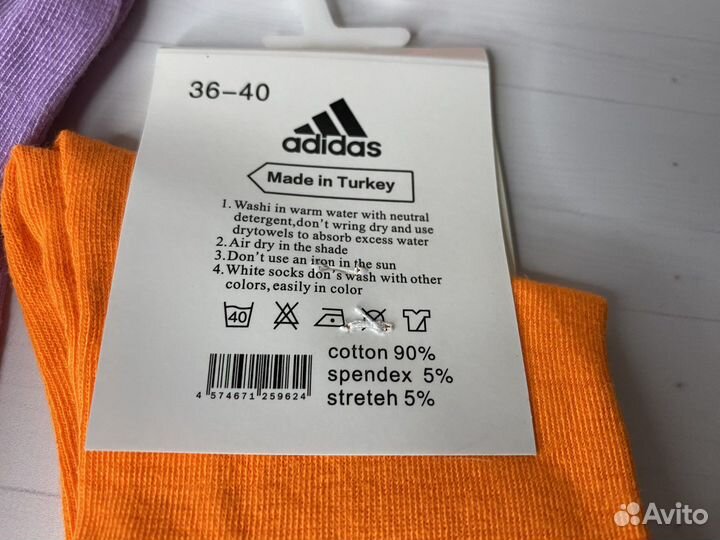 36-40
adidas
Made in Turkey
1. Washi in warm water with neutral
detergent,don't wring dry and use
drytowels to absorb excess water
2. Air dry in the shade
3.Don't use an iron in the sun
4.White socks don's wash with other
colors, easily in color
40
cotton 90%
spendex 5%
streteh 5%
4 574671 259624
Avito